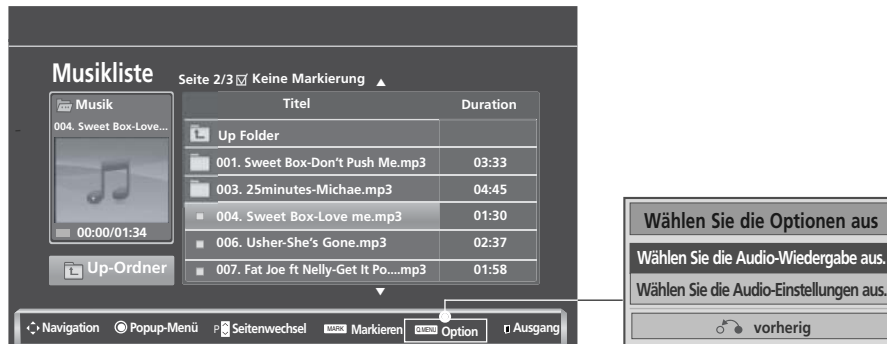 Musikliste
Seite 2/3 Keine Markierung
Musik
004. Sweet Box-Love...
00:00/01:34
Up-Ordner
Titel Duration
Up Folder
001. Sweet Box-Don’t Push Me.mp3 03:33
003. 25minutes-Michae.mp3 04:45
004. Sweet Box-Love me.mp3 01:30
006. Usher-She’s Gone.mp3 02:37
007. Fat Joe ft Nelly-Get It Po....mp3 01:58
Navigation Popup-Menü P Seitenwechsel MARK Markieren Q.MENU Option Ausgang
Wählen Sie die Optionen aus
Wählen Sie die Audio-Wiedergabe aus.
Wählen Sie die Audio-Einstellungen aus.
vorherig